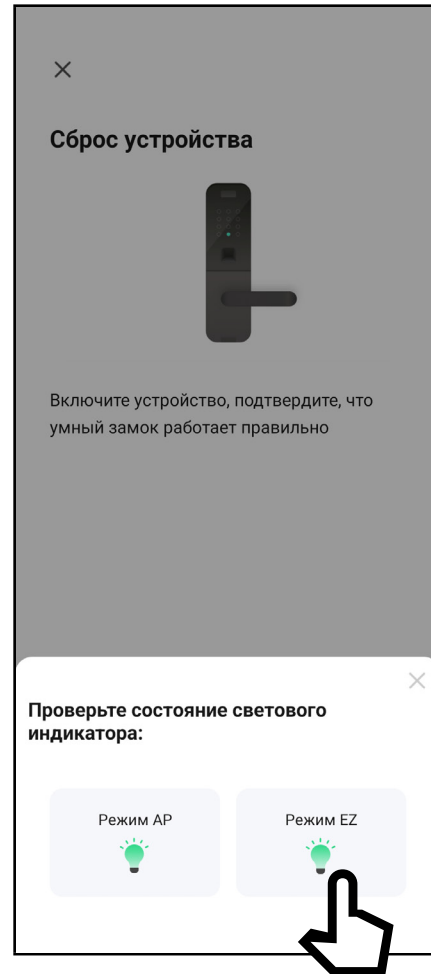 Сброс устройства
Включите устройство, подтвердите, что
умный замок работает правильно
Проверьте состояние светового
индикатора:
Режим AP
Режим EZ